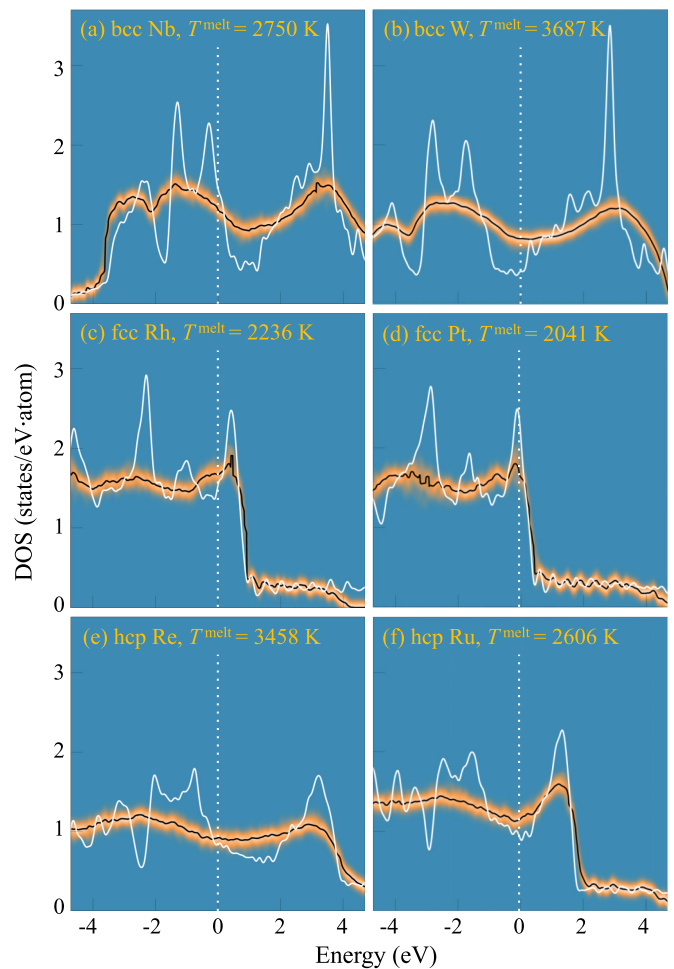 (a) bcc Nb, T^melt = 2750 K
(b) bcc W, T^melt = 3687 K
3
2
1
0
(c) fcc Rh, T^melt = 2236 K
(d) fcc Pt, T^melt = 2041 K
3
2
1
0
DOS (states/eV·atom)
(e) hcp Re, T^melt = 3458 K
(f) hcp Ru, T^melt = 2606 K
3
2
1
0
-4 -2 0 2 4 -4 -2 0 2 4
Energy (eV)